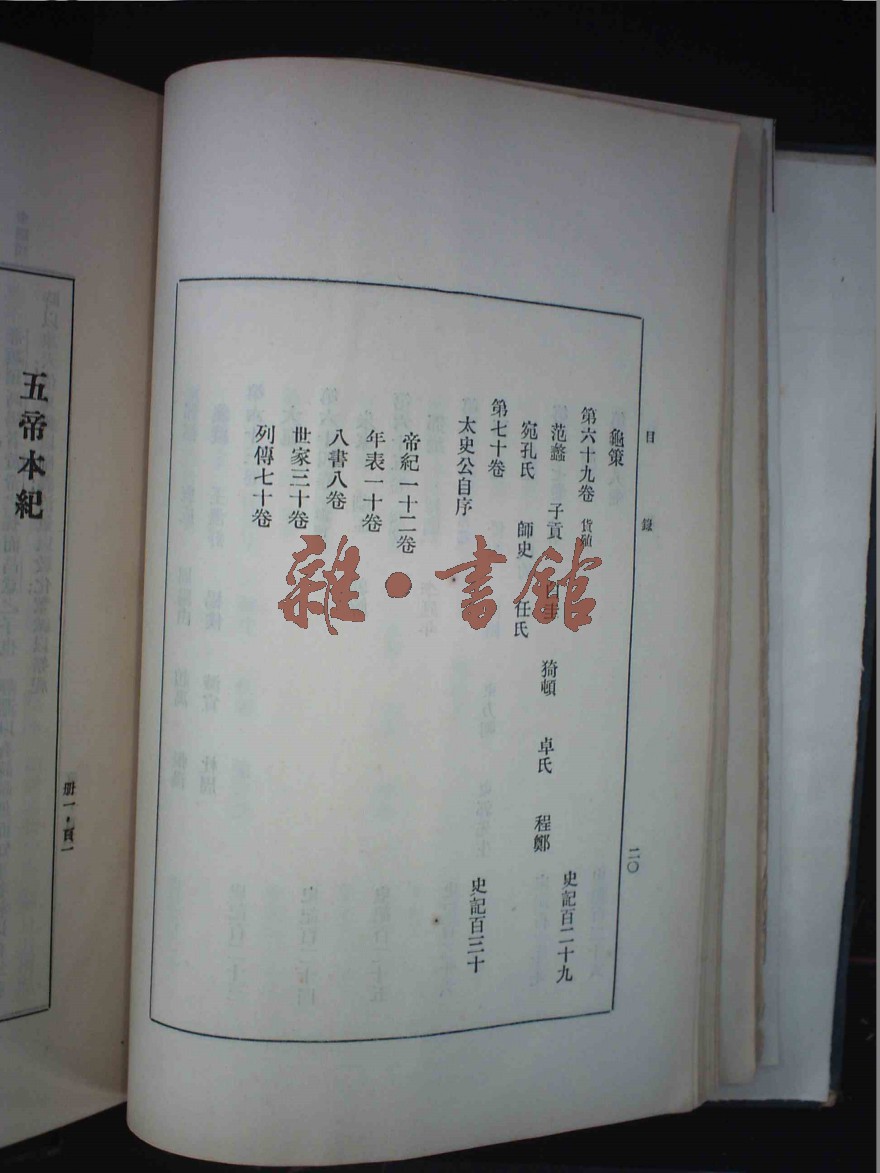 目錄 二〇
龜策
第六十九卷 貨殖 史記百二十九
范蠡 子貢 白圭 猗頓 卓氏 程鄭
宛孔氏 師史 任氏
第七十卷 史記百三十
太史公自序
帝紀一十二卷
年表一十卷
八書八卷
世家三十卷
列傳七十卷
雜·書館
五帝本紀
冊一·頁一